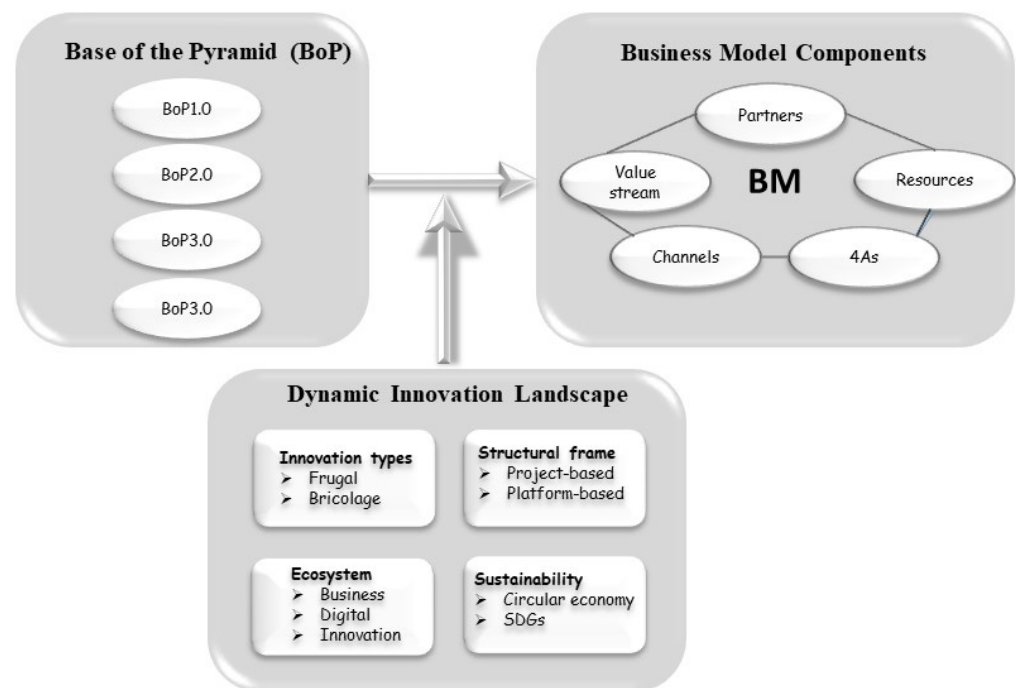 Base of the Pyramid (BoP)
BoP1.0
BoP2.0
BoP3.0
BoP3.0
Business Model Components
Partners
Value
stream
BM
Resources
Channels
4As
Dynamic Innovation Landscape
Innovation types
➢ Frugal
➢ Bricolage
Structural frame
➢ Project-based
➢ Platform-based
Ecosystem
➢ Business
➢ Digital
➢ Innovation
Sustainability
➢ Circular economy
➢ SDGs